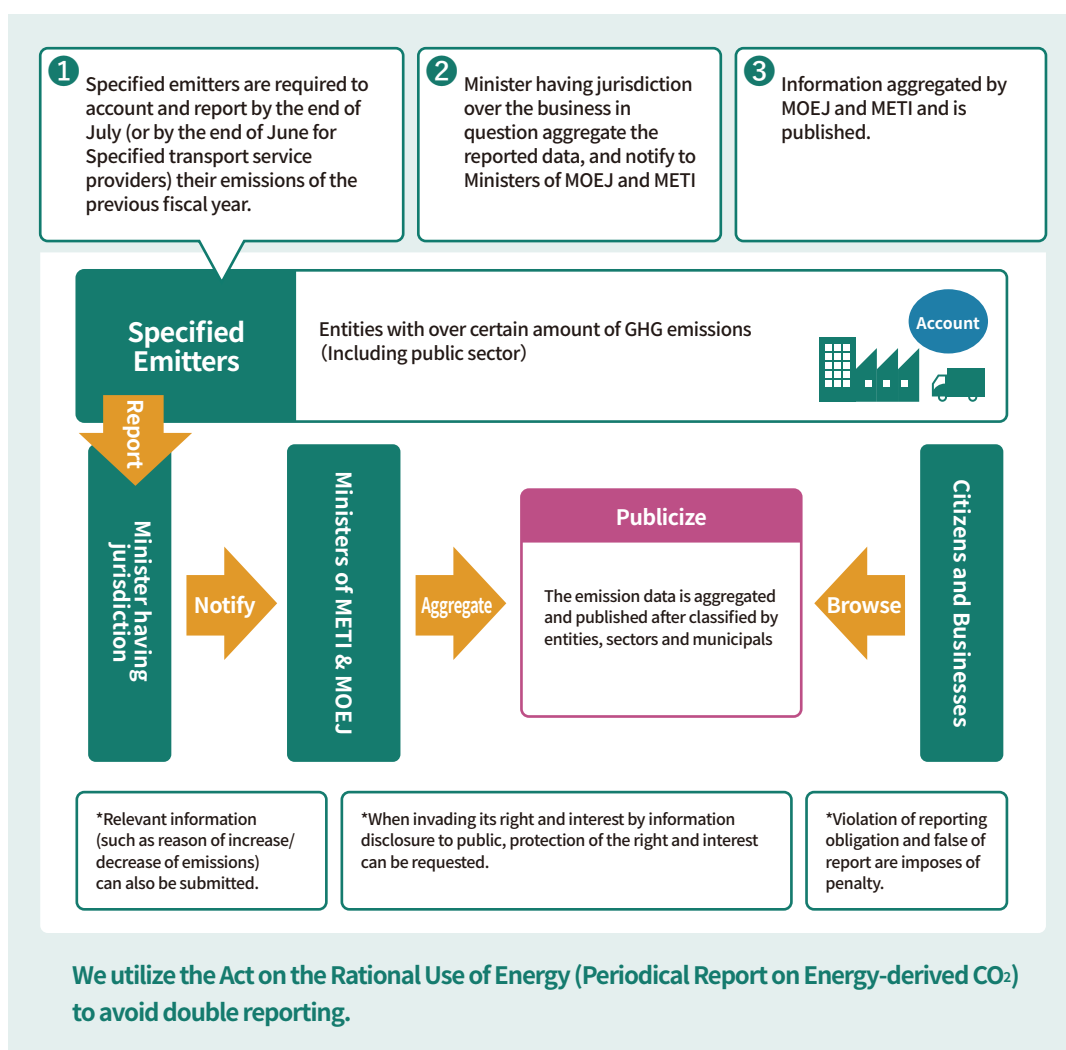 1
Specified emitters are required to
account and report by the end of
July (or by the end of June for
Specified transport service
providers) their emissions of the
previous fiscal year.
2
Minister having jurisdiction
over the business in
question aggregate the
reported data, and notify to
Ministers of MOEJ and METI
3
Information aggregated by
MOEJ and METI and is
published.
Specified
Emitters
Entities with over certain amount of GHG emissions
(Including public sector)
Account
Report
Minister having
jurisdiction
Notify
Ministers of METI & MOEJ
Aggregate
Publicize
The emission data is aggregated
and published after classified by
entities, sectors and municipals
Browse
Citizens and Businesses
*Relevant information
(such as reason of increase/
decrease of emissions)
can also be submitted.
*When invading its right and interest by information
disclosure to public, protection of the right and interest
can be requested.
*Violation of reporting
obligation and false of
report are imposes of
penalty.
We utilize the Act on the Rational Use of Energy (Periodical Report on Energy-derived CO2)
to avoid double reporting.